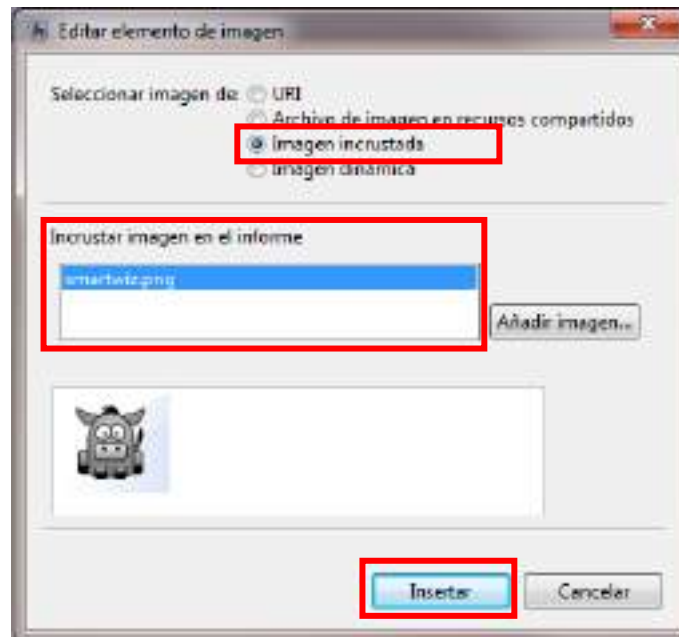 Editar elemento de imagen
Seleccionar imagen de: URI
Archivo de imagen en recursos compartidos
Imagen incrustada
Imagen dinámica
Incrustar imagen en el informe
smartwiz.png
Añadir imagen...
Insertar
Cancelar